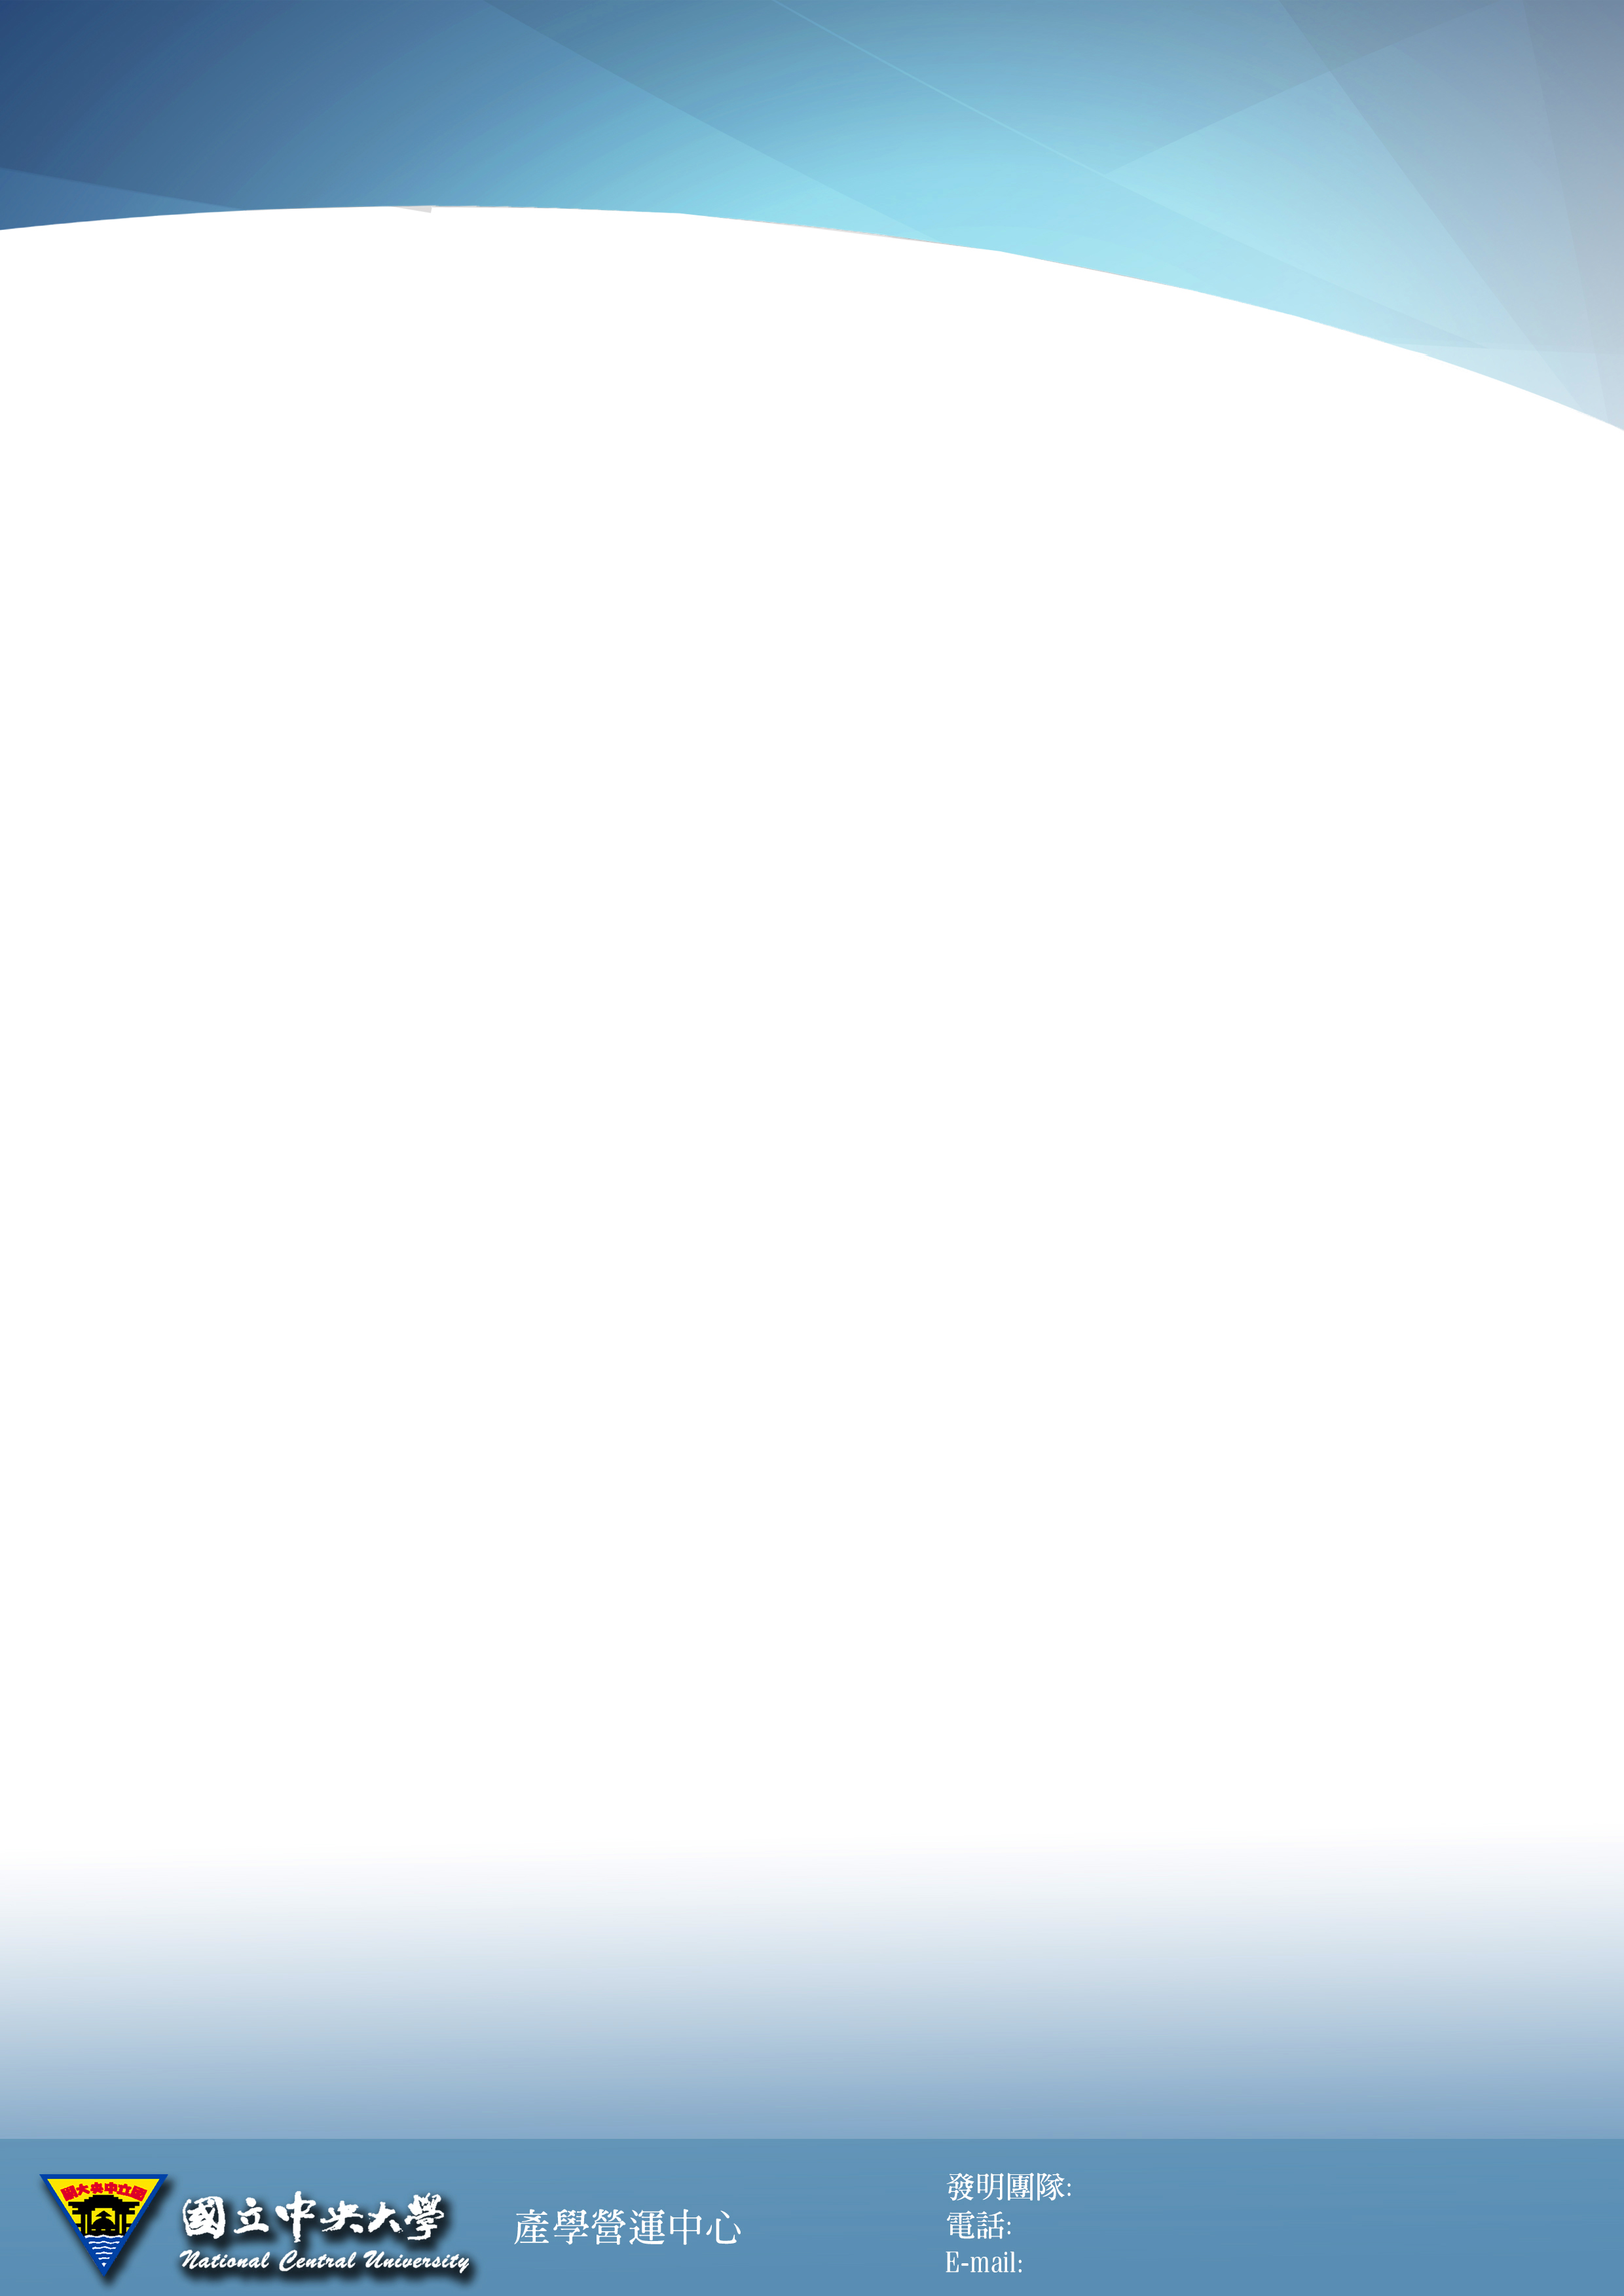 國立中央大學
National Central University
產學營運中心
發明團隊:
電話:
E-mail: